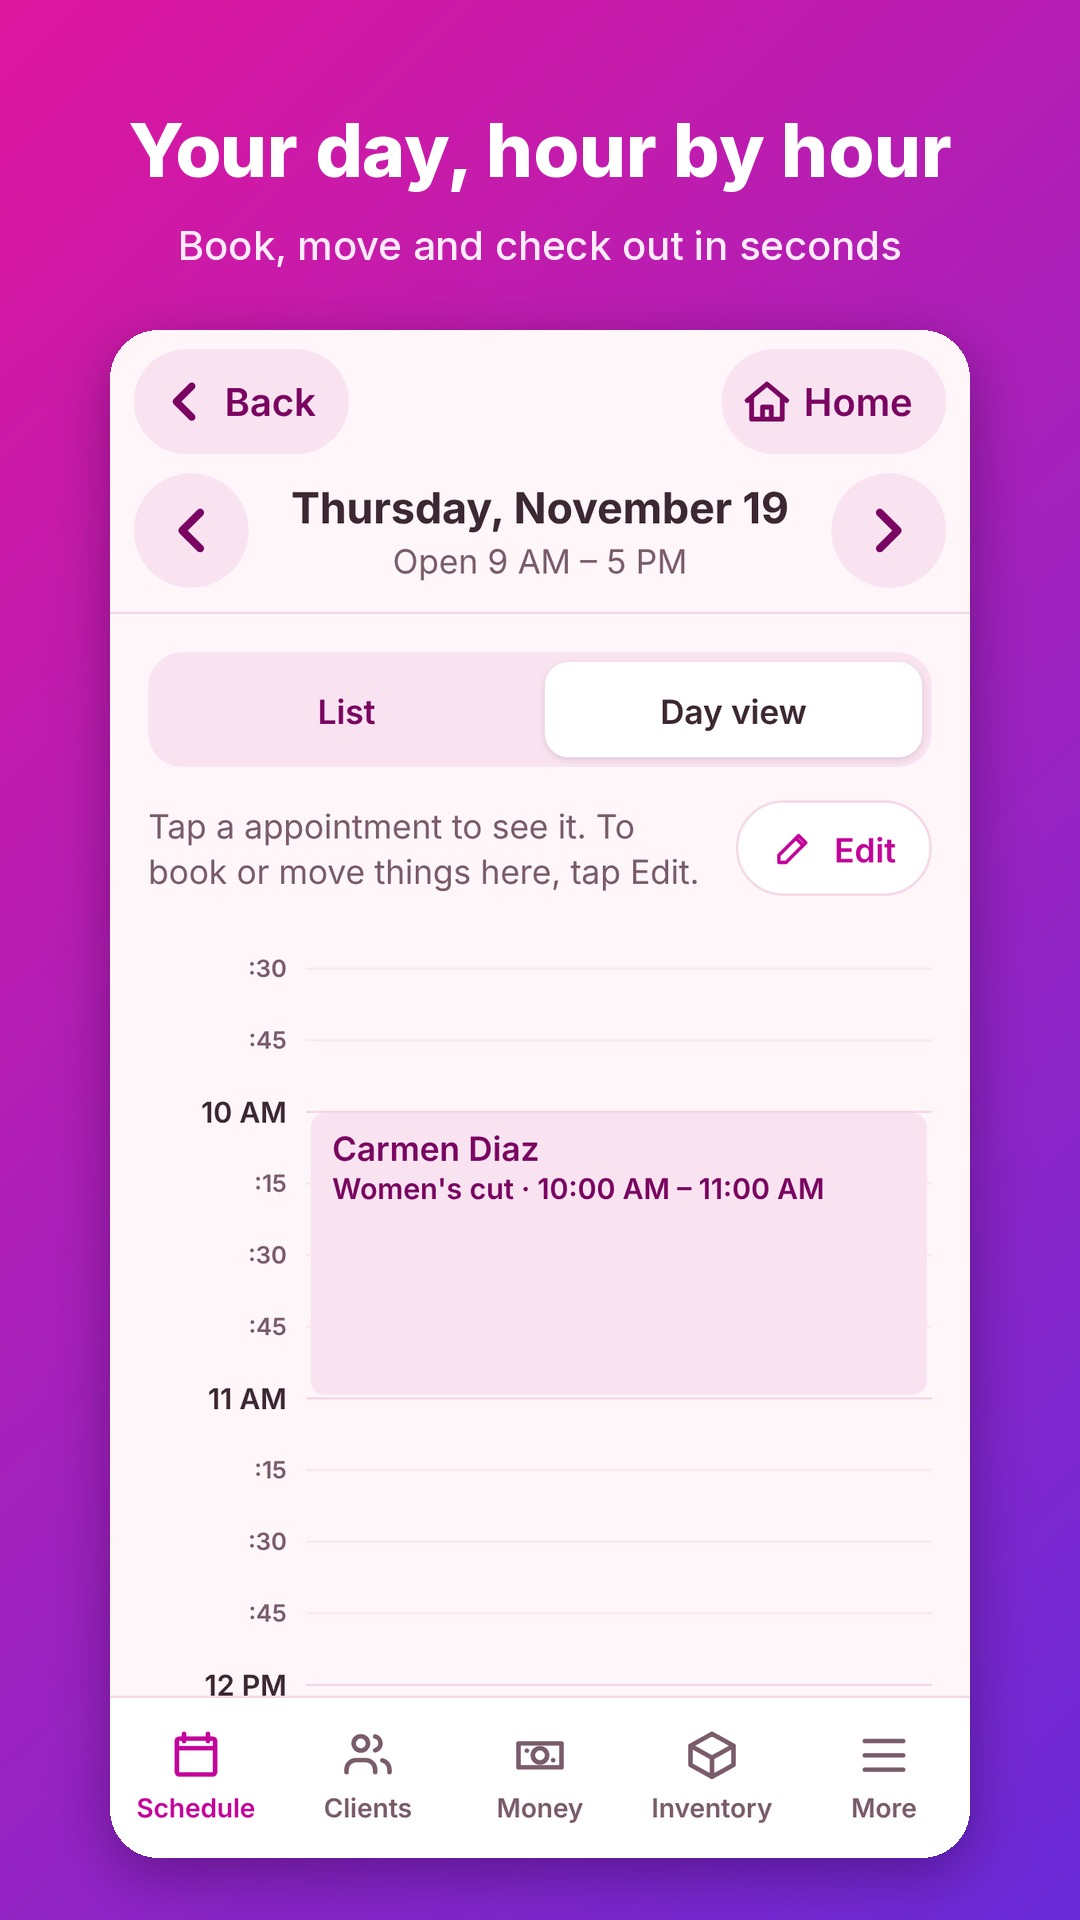 Your day, hour by hour
Book, move and check out in seconds
Back
Home
Thursday, November 19
Open 9 AM – 5 PM
List
Day view
Tap a appointment to see it. To
book or move things here, tap Edit.
Edit
:30
:45
10 AM
Carmen Diaz
:15
Women's cut · 10:00 AM – 11:00 AM
:30
:45
11 AM
:15
:30
:45
12 PM
Schedule
Clients
Money
Inventory
More